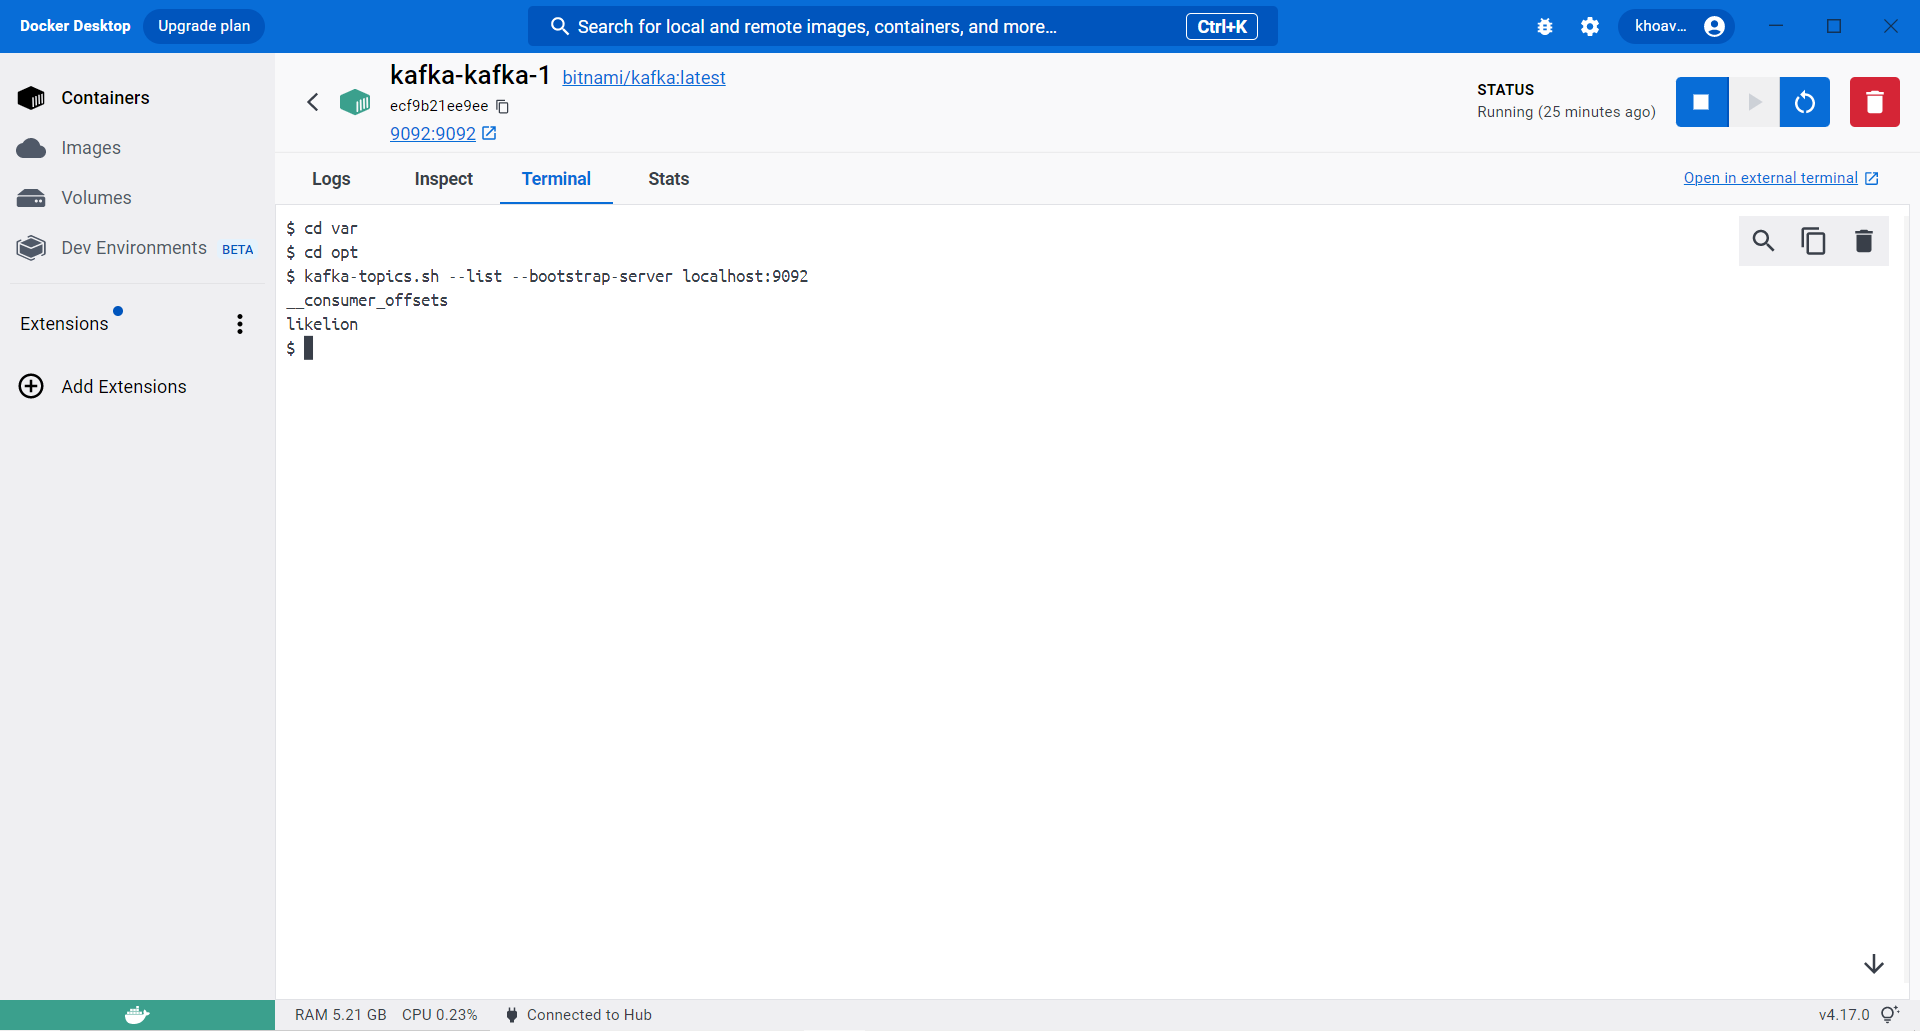 Docker Desktop
Upgrade plan
Search for local and remote images, containers, and more...
Ctrl+K
khoav...
Containers
Images
Volumes
Dev Environments BETA
Extensions
Add Extensions
kafka-kafka-1 bitnami/kafka:latest
ecf9b21ee9ee
9092:9092
STATUS
Running (25 minutes ago)
Logs
Inspect
Terminal
Stats
Open in external terminal
$ cd var
$ cd opt
$ kafka-topics.sh --list --bootstrap-server localhost:9092
__consumer_offsets
likelion
$
RAM 5.21 GB CPU 0.23% Connected to Hub
v4.17.0